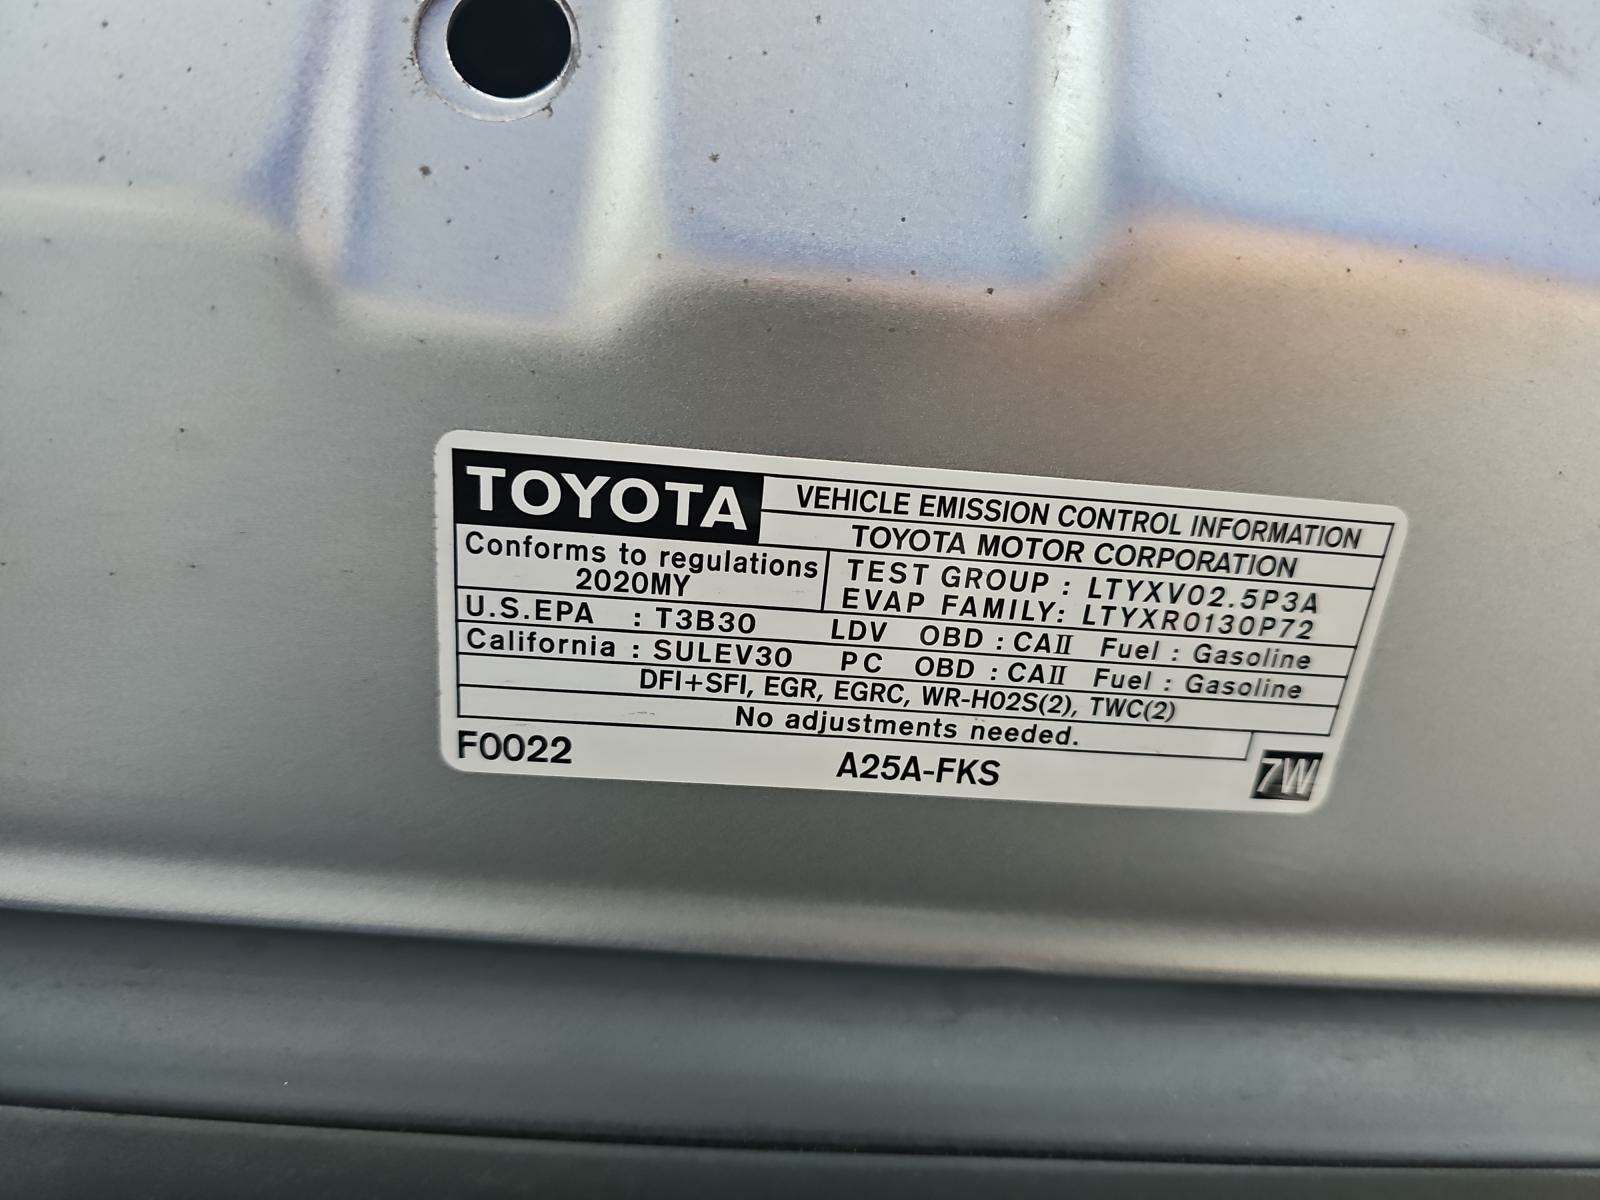 TOYOTA VEHICLE EMISSION CONTROL INFORMATION
TOYOTA MOTOR CORPORATION
Conforms to regulations
2020MY
TEST GROUP : LTYXV02.5P3A
EVAP FAMILY: LTYXR0130P72
U.S.EPA : T3B30 LDV OBD : CAII Fuel : Gasoline
California : SULEV30 PC OBD : CAII Fuel : Gasoline
DFI+SFI, EGR, EGRC, WR-HO2S(2), TWC(2)
No adjustments needed.
F0022 A25A-FKS 7W